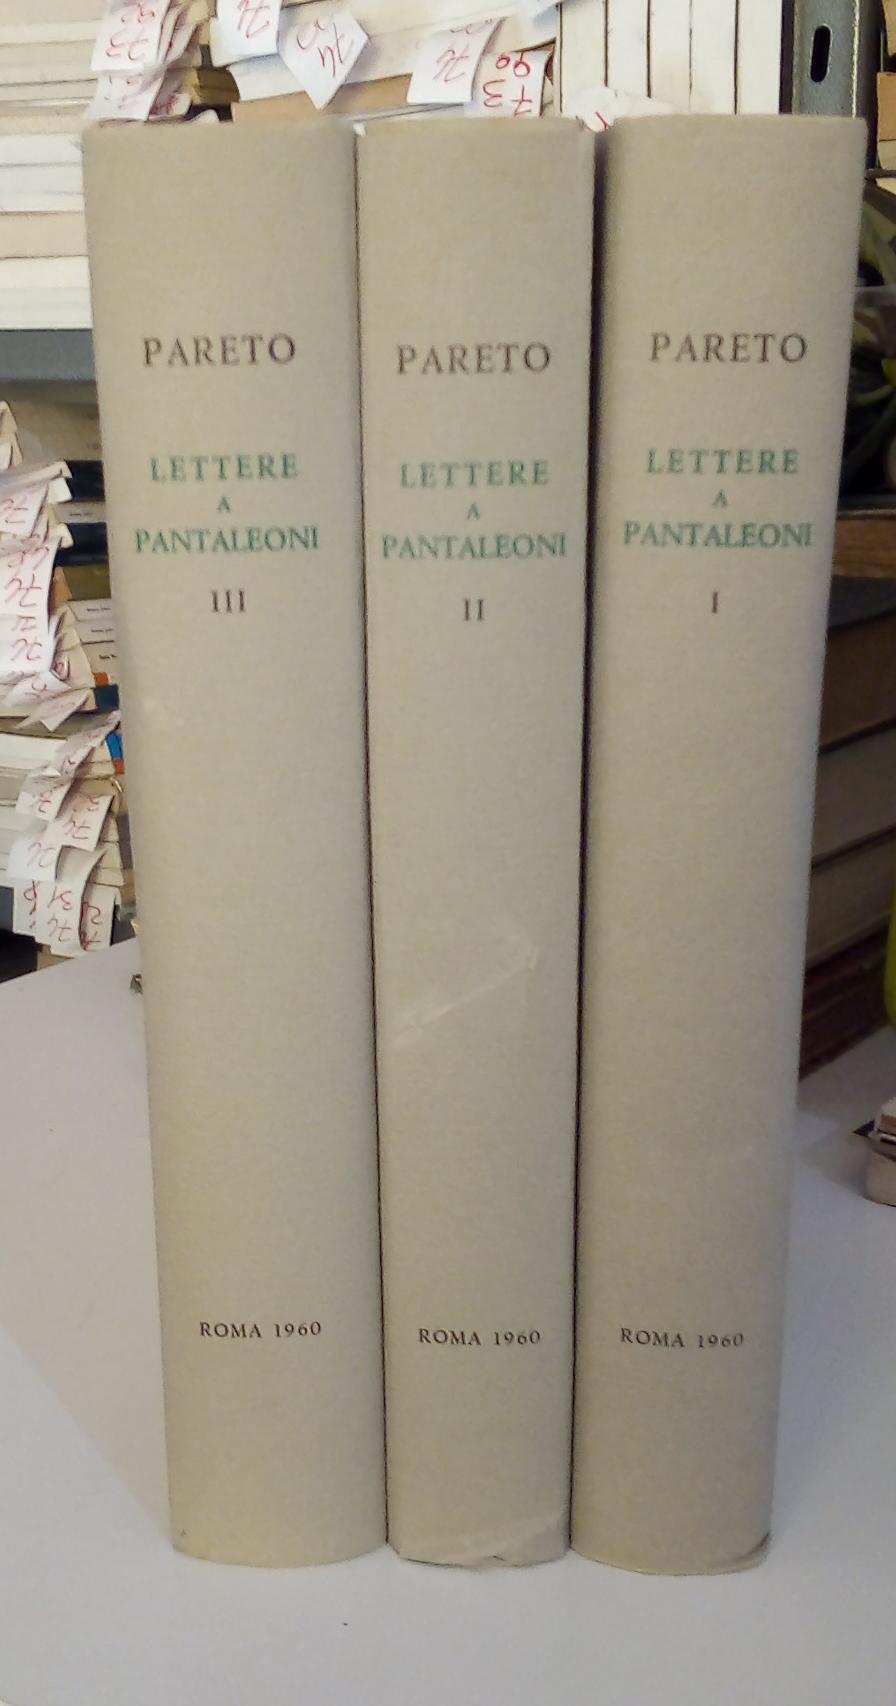 PARETO
LETTERE
A
PANTALEONI
III
ROMA 1960
PARETO
LETTERE
A
PANTALEONI
II
ROMA 1960
PARETO
LETTERE
A
PANTALEONI
I
ROMA 1960